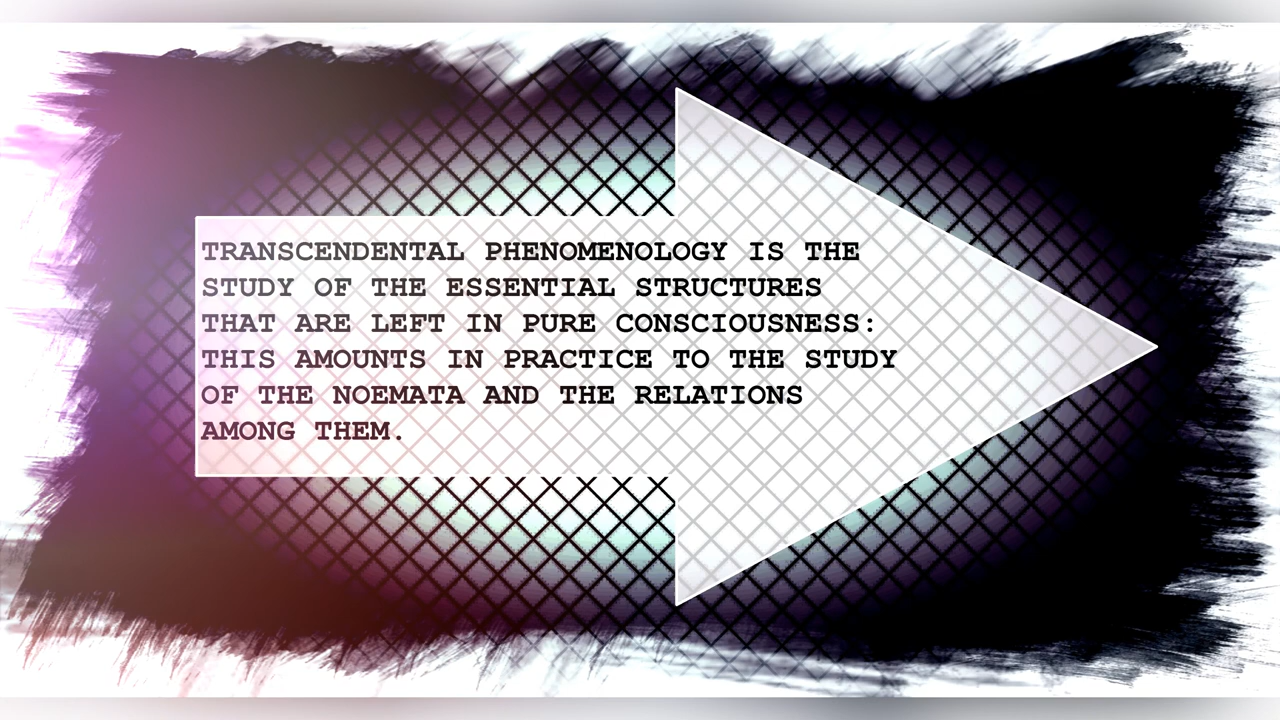 TRANSCENDENTAL PHENOMENOLOGY IS THE
STUDY OF THE ESSENTIAL STRUCTURES
THAT ARE LEFT IN PURE CONSCIOUSNESS:
THIS AMOUNTS IN PRACTICE TO THE STUDY
OF THE NOEMATA AND THE RELATIONS
AMONG THEM.